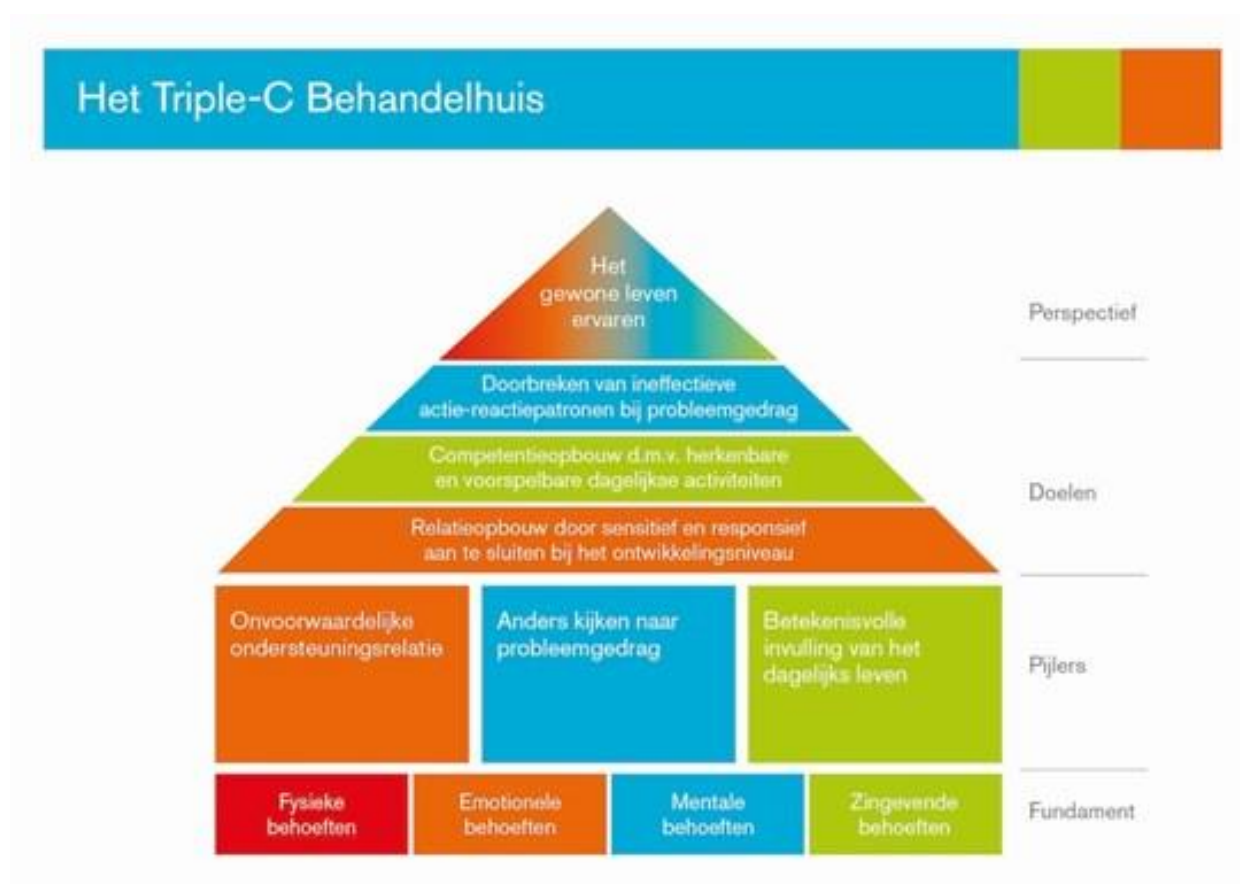 Het Triple-C Behandelhuis
Het
gewone leven
ervaren
Perspectief
Doorbreken van ineffectieve
actie-reactiepatronen bij probleemgedrag
Competentieopbouw d.m.v. herkenbare
en voorspelbare dagelijkse activiteiten
Doelen
Relatieopbouw door sensitief en responsief
aan te sluiten bij het ontwikkelingsniveau
Onvoorwaardelijke
ondersteuningsrelatie
Anders kijken naar
probleemgedrag
Betekenisvolle
invulling van het
dagelijks leven
Pijlers
Fysieke
behoeften
Emotionele
behoeften
Mentale
behoeften
Zingevende
behoeften
Fundament